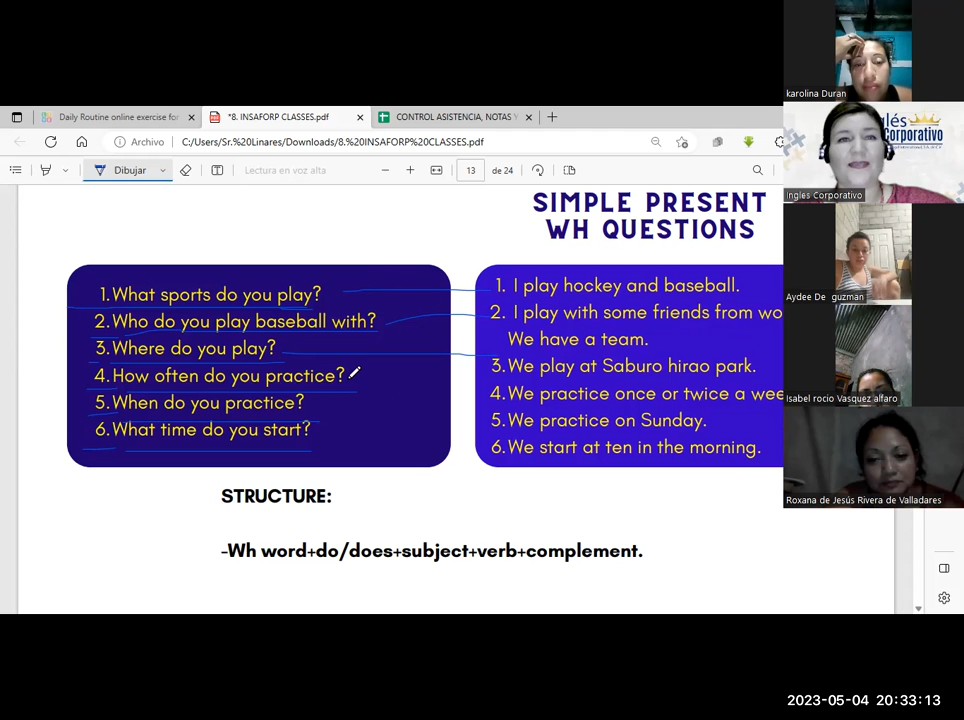 Daily Routine online exercise for
*8. INSAFORP CLASSES.pdf
CONTROL ASISTENCIA, NOTAS Y
Archivo
C:/Users/Sr.%20Linares/Downloads/8.%20INSAFORP%20CLASSES.pdf
Dibujar
Lectura en voz alta
13
de 24
SIMPLE PRESENT
WH QUESTIONS
1.What sports do you play?
2.Who do you play baseball with?
3.Where do you play?
4.How often do you practice?
5.When do you practice?
6.What time do you start?
1. I play hockey and baseball.
2. I play with some friends from wo
We have a team.
3.We play at Saburo hirao park.
4.We practice once or twice a wee
5.We practice on Sunday.
6.We start at ten in the morning.
STRUCTURE:
-Wh word+do/does+subject+verb+complement.
karolina Duran
glés
Corporativo
ingles Corporativo
Aydee De guzman
Isabel rocio Vasquez alfaro
Roxana de Jesús Rivera de Valladares
2023-05-04 20:33:13